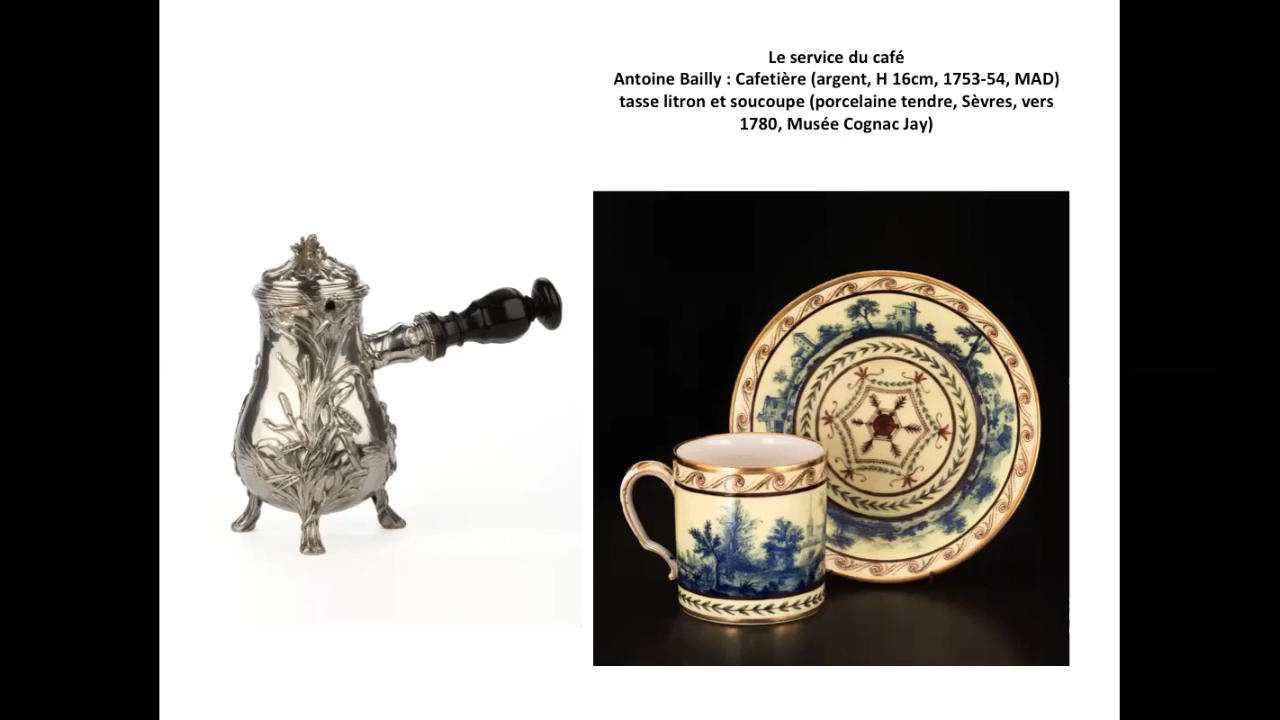 Le service du café
Antoine Bailly : Cafetière (argent, H 16cm, 1753-54, MAD)
tasse litron et soucoupe (porcelaine tendre, Sèvres, vers
1780, Musée Cognac Jay)